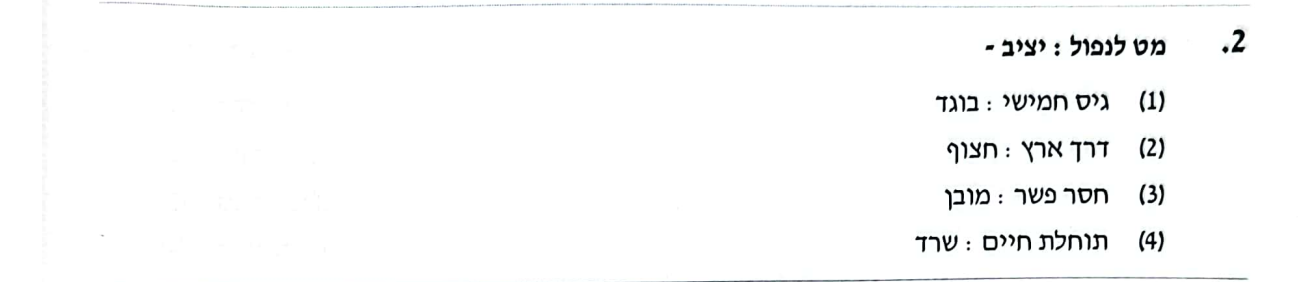 2. מט לנפול : יציב -
(1) גיס חמישי : בוגד
(2) דרך ארץ : חצוף
(3) חסר פשר : מובן
(4) תוחלת חיים : שרד